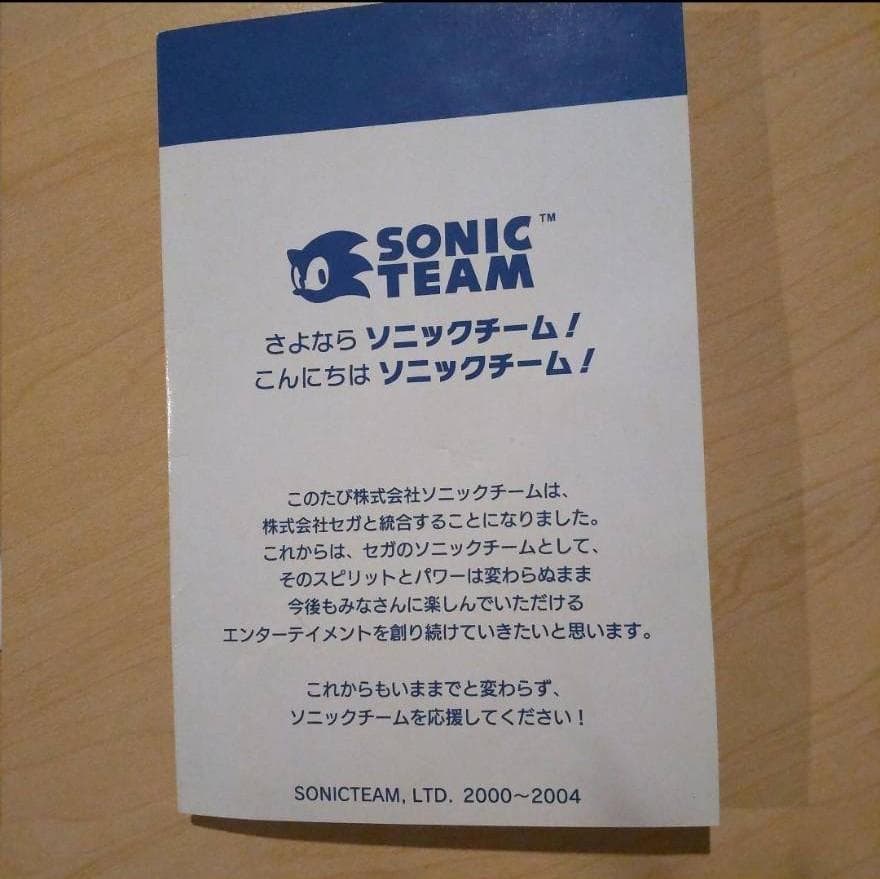 SONIC™
TEAM
さよなら ソニックチーム!
こんにちは ソニックチーム!
このたび株式会社ソニックチームは、
株式会社セガと統合することになりました。
これからは、セガのソニックチームとして、
そのスピリットとパワーは変わらぬまま
今後もみなさんに楽しんでいただける
エンターテイメントを創り続けていきたいと思います。
これからもいままでと変わらず、
ソニックチームを応援してください!
SONICTEAM, LTD. 2000〜2004